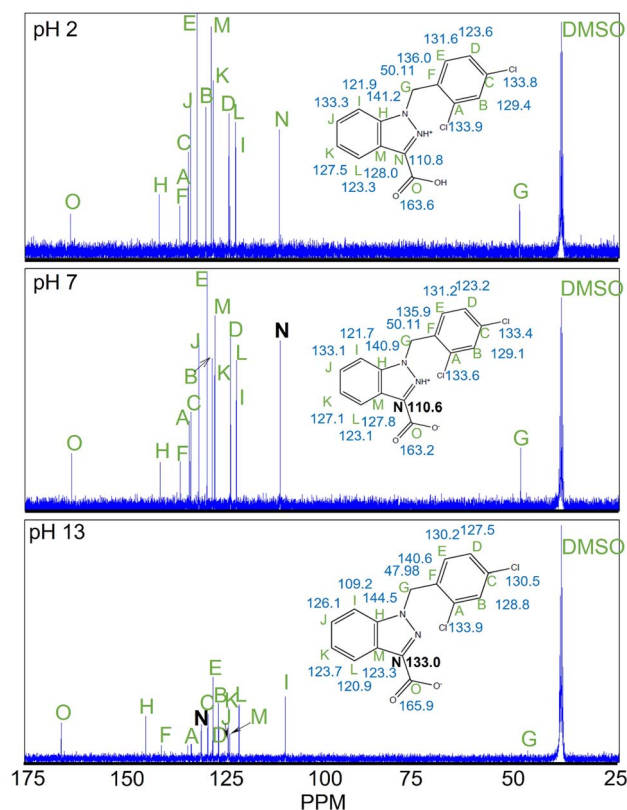 pH 2
E
M
J
K
B
D
L
C
A
F
I
N
H
O
G
DMSO
131.6 123.6
136.0 E D
50.11 F
Cl
121.9 G C 133.8
133.3 I 141.2 H N A B 129.4
J Cl 133.9
K M NH+
N 110.8
127.5 L 128.0 O OH
123.3 O 163.6
pH 7
E
M
J
D
B
K
L
C
A
F
I
N
H
O
G
DMSO
131.2 123.2
135.9 E D
50.11 F
Cl
121.7 G C 133.4
133.1 I 140.9 H N A B 129.1
J Cl 133.6
K M NH+
N 110.6
127.1 L 127.8 O O-
123.1 O 163.2
pH 13
E
B
C
K
L
N
J
D
M
I
A
F
H
O
G
DMSO
130.2 127.5
140.6 E D
47.98 F
Cl
109.2 G C 130.5
126.1 I 144.5 H N A B 128.8
J Cl 133.9
K M N
N 133.0
123.7 L 123.3 O O-
120.9 O 165.9
175 150 125 100 75 50 25
PPM